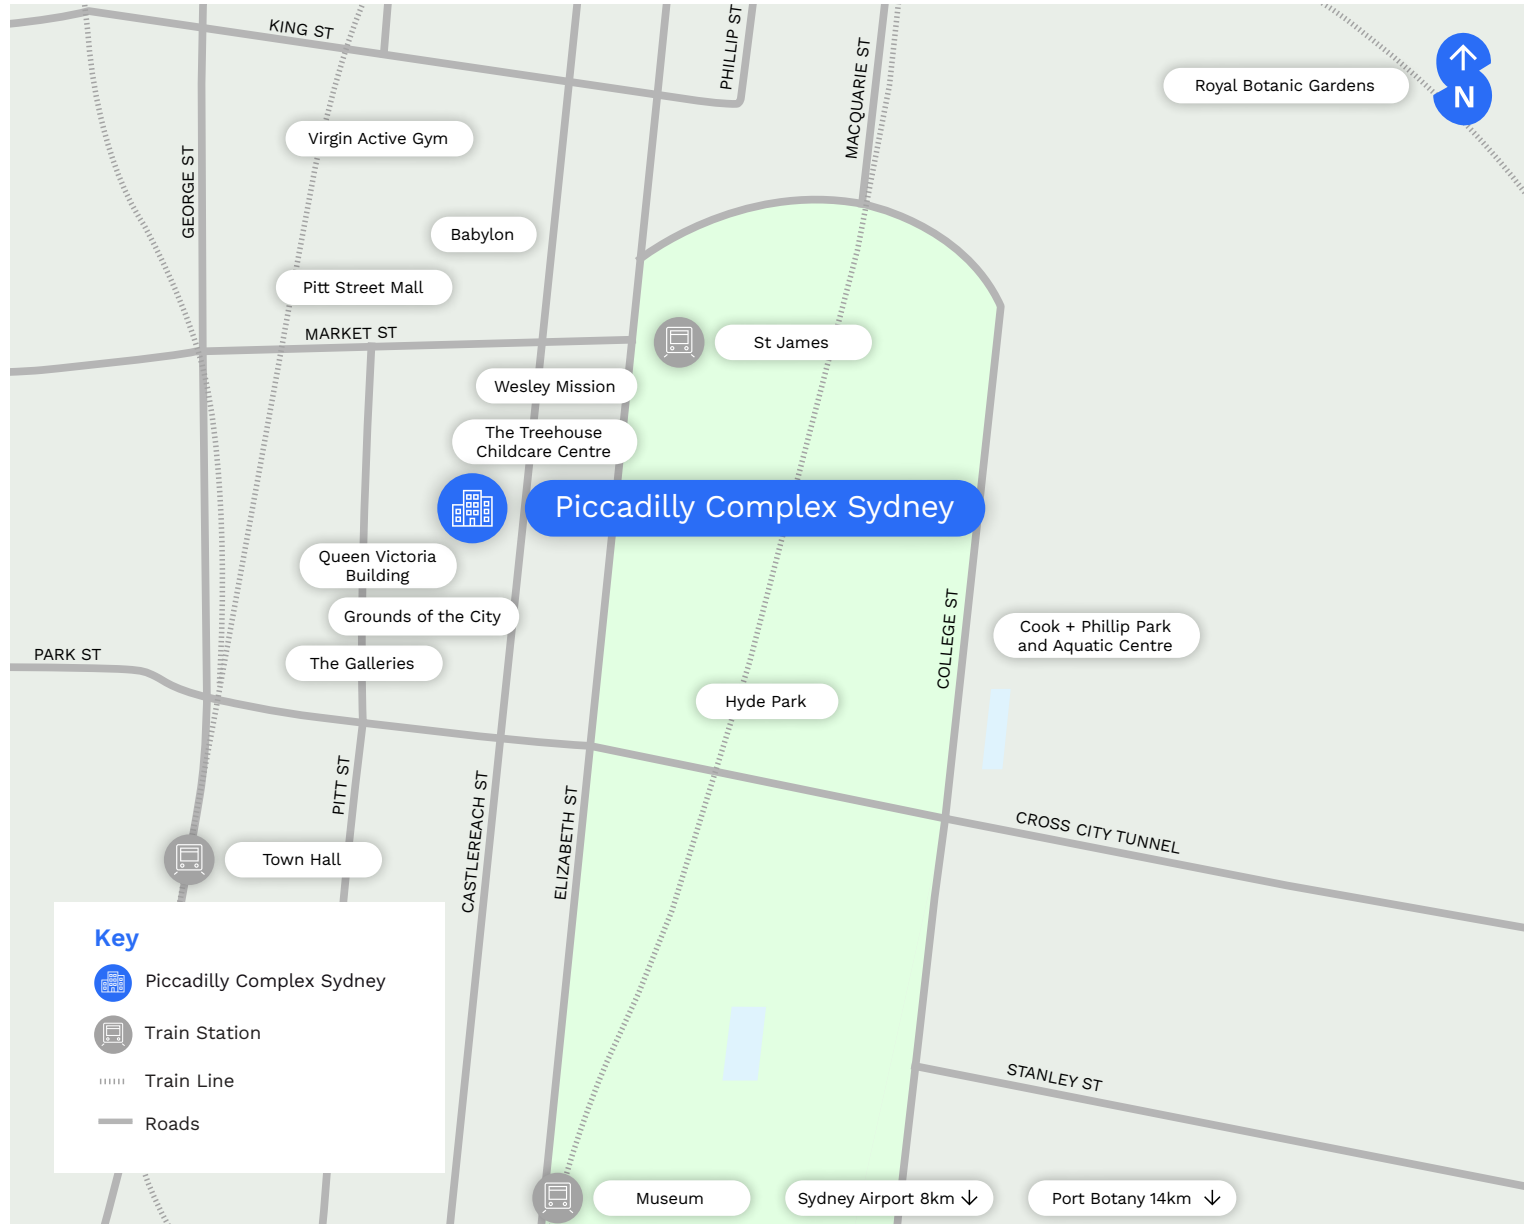 KING ST
PHILLIP ST
MACQUARIE ST
Royal Botanic Gardens
N
Virgin Active Gym
GEORGE ST
Babylon
Pitt Street Mall
MARKET ST
St James
Wesley Mission
The Treehouse
Childcare Centre
Piccadilly Complex Sydney
Queen Victoria
Building
Grounds of the City
COLLEGE ST
Cook + Phillip Park
and Aquatic Centre
PARK ST
The Galleries
Hyde Park
PITT ST
CASTLEREACH ST
ELIZABETH ST
CROSS CITY TUNNEL
Town Hall
Key
Piccadilly Complex Sydney
Train Station
Train Line
Roads
STANLEY ST
Museum
Sydney Airport 8km ↓
Port Botany 14km ↓